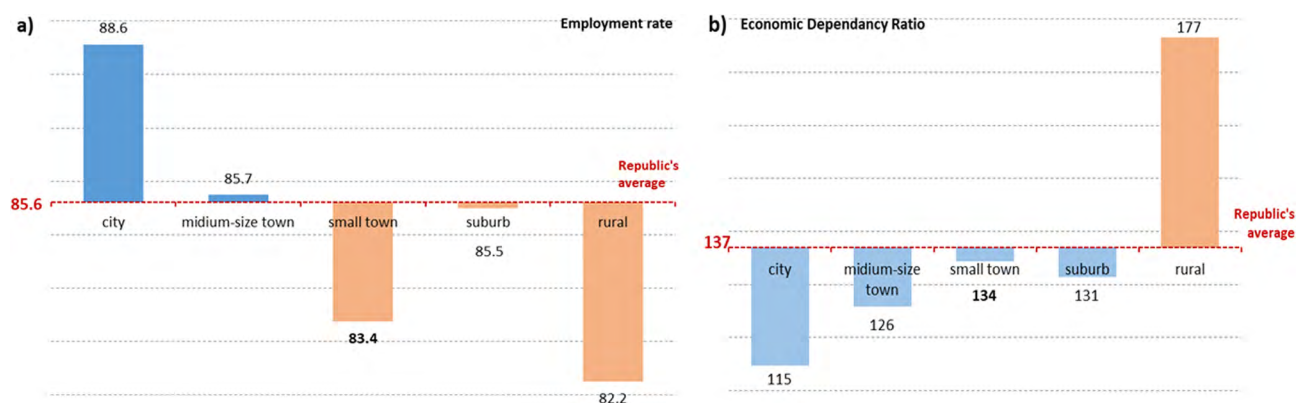 a)
Employment rate
88.6
85.7
Republic's
average
85.6
city
midium-size town
small town
suburb
rural
85.5
83.4
82.2
b)
Economic Dependancy Ratio
177
Republic's
average
137
city
midium-size
town
small town
suburb
rural
134
131
126
115